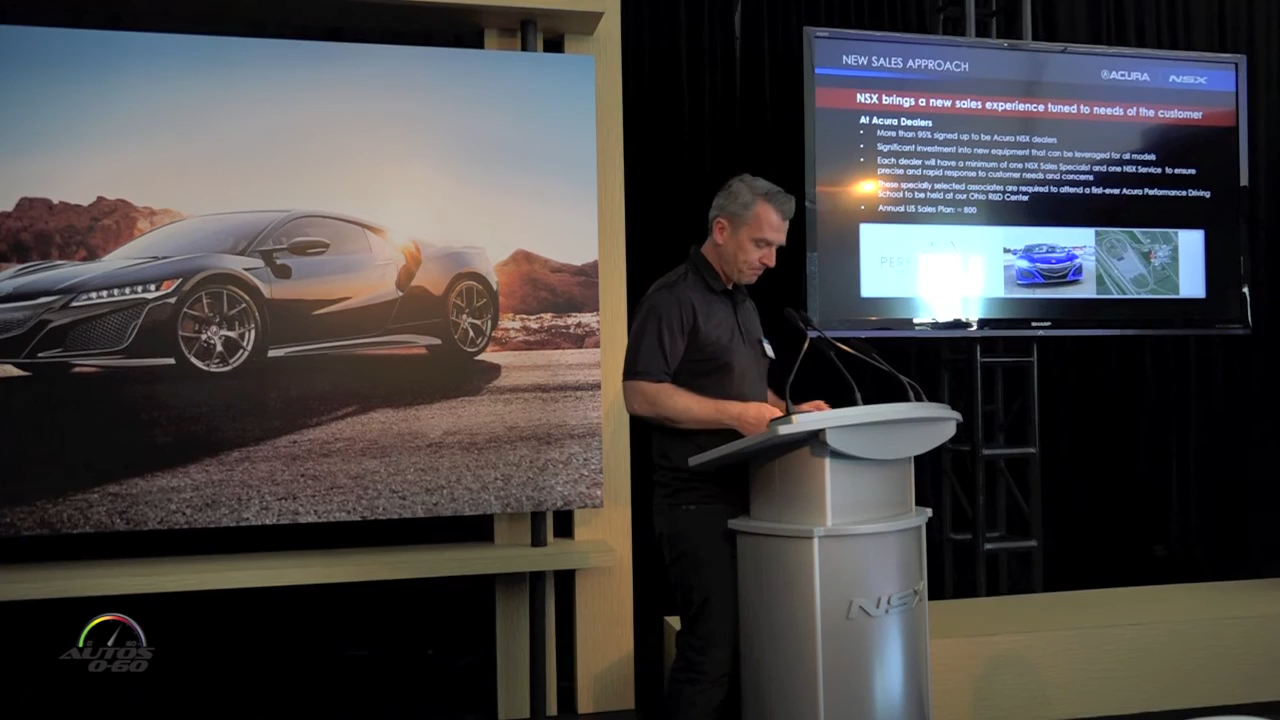 NEW SALES APPROACH
ACURA NSX
NSX brings a new sales experience tuned to needs of the customer
At Acura Dealers
• More than 95% signed up to be Acura NSX dealers
• Significant investment into new equipment that can be leveraged for all models
• Each dealer will have a minimum of one NSX Sales Specialist and one NSX Service to ensure
precise and rapid response to customer needs and concerns
• These specially selected associates are required to attend a first-ever Acura Performance Driving
School to be held at our Ohio R&D Center
• Annual US Sales Plan: ~ 800
SHARP
NSX
AUTOS
0-60